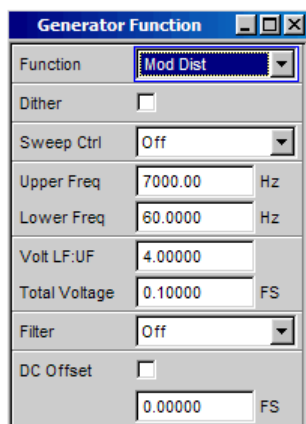 Generator Function
Function Mod Dist
Dither
Sweep Ctrl Off
Upper Freq 7000.00 Hz
Lower Freq 60.0000 Hz
Volt LF:UF 4.00000
Total Voltage 0.10000 FS
Filter Off
DC Offset
0.00000 FS